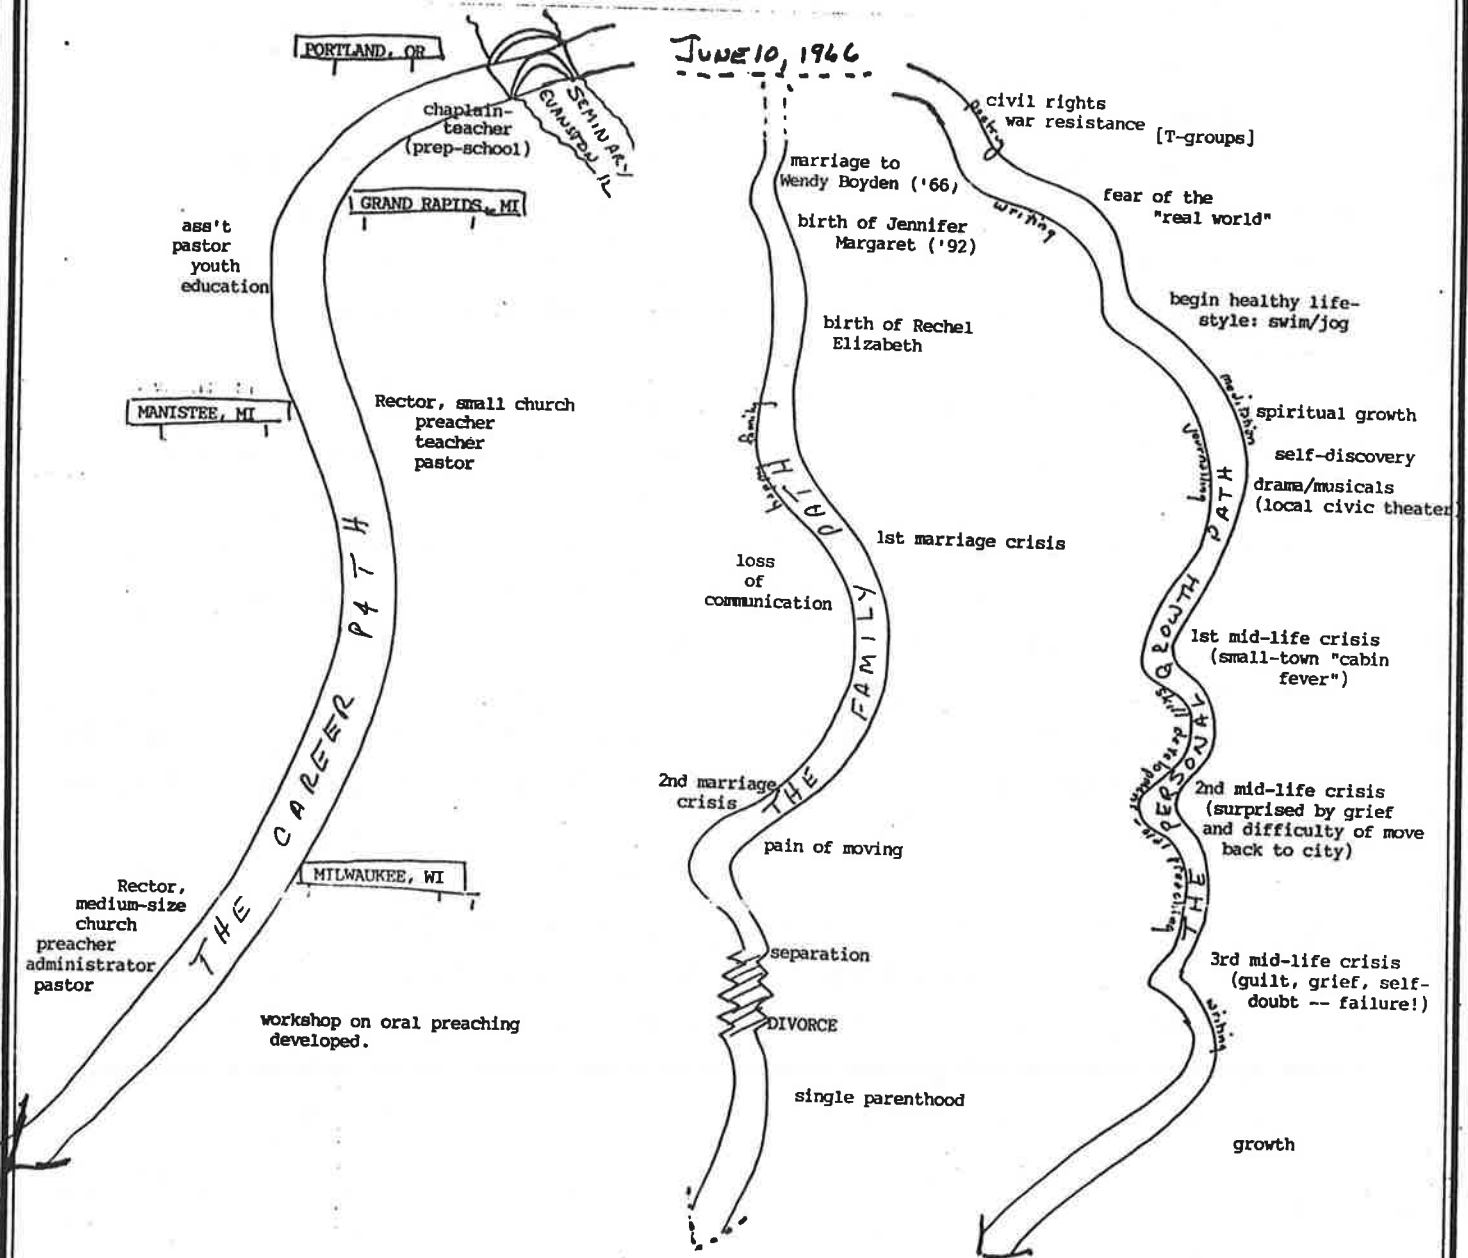 JUNE 10, 1966
PORTLAND, OR
SEMINARY
EVANSTON IL
chaplain-
teacher
(prep-school)
GRAND RAPIDS, MI
ass't
pastor
youth
education
MANISTEE, MI
Rector, small church
preacher
teacher
pastor
THE CAREER PATH
MILWAUKEE, WI
Rector,
medium-size
church
preacher
administrator
pastor
workshop on oral preaching
developed.
marriage to
Wendy Boyden ('66)
birth of Jennifer
Margaret ('92)
birth of Rechel
Elizabeth
family
THE FAMILY PATH
1st marriage crisis
loss
of
communication
2nd marriage
crisis
pain of moving
separation
DIVORCE
single parenthood
poetry
civil rights
war resistance
[T-groups]
writing
fear of the
"real world"
begin healthy life-
style: swim/jog
meditation
spiritual growth
journaling
self-discovery
drama/musicals
(local civic theater)
THE PERSONAL GROWTH PATH
1st mid-life crisis
(small-town "cabin
fever")
skill development
preaching
2nd mid-life crisis
(surprised by grief
and difficulty of move
back to city)
3rd mid-life crisis
(guilt, grief, self-
doubt -- failure!)
writing
growth